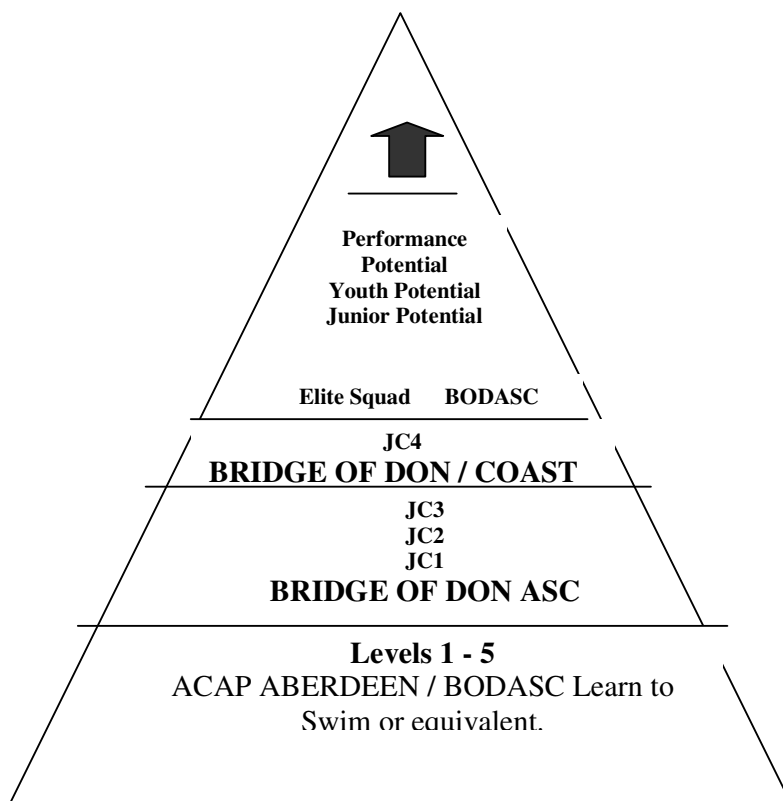 Performance
Potential
Youth Potential
Junior Potential
Elite Squad BODASC
JC4
BRIDGE OF DON / COAST
JC3
JC2
JC1
BRIDGE OF DON ASC
Levels 1 - 5
ACAP ABERDEEN / BODASC Learn to
Swim or equivalent.